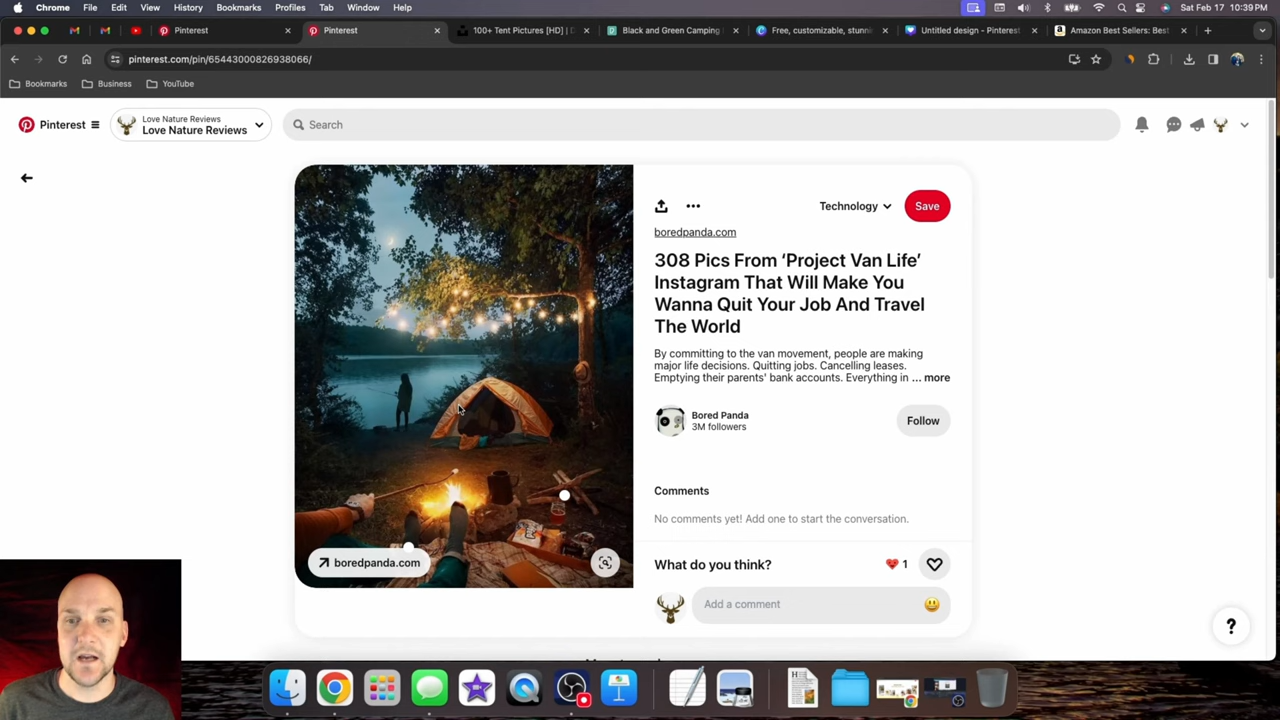 Chrome File Edit View History Bookmarks Profiles Tab Window Help
Sat Feb 17 10:39 PM
Pinterest
Pinterest
100+ Tent Pictures [HD] | D
Black and Green Camping
Free, customizable, stunni
Untitled design - Pinterest
Amazon Best Sellers: Best
pinterest.com/pin/65443000826938066/
Bookmarks Business YouTube
Pinterest
Love Nature Reviews
Love Nature Reviews
Search
Technology
Save
boredpanda.com
308 Pics From ‘Project Van Life’
Instagram That Will Make You
Wanna Quit Your Job And Travel
The World
By committing to the van movement, people are making
major life decisions. Quitting jobs. Cancelling leases.
Emptying their parents' bank accounts. Everything in ... more
Bored Panda
3M followers
Follow
Comments
No comments yet! Add one to start the conversation.
boredpanda.com
What do you think?
1
Add a comment
?